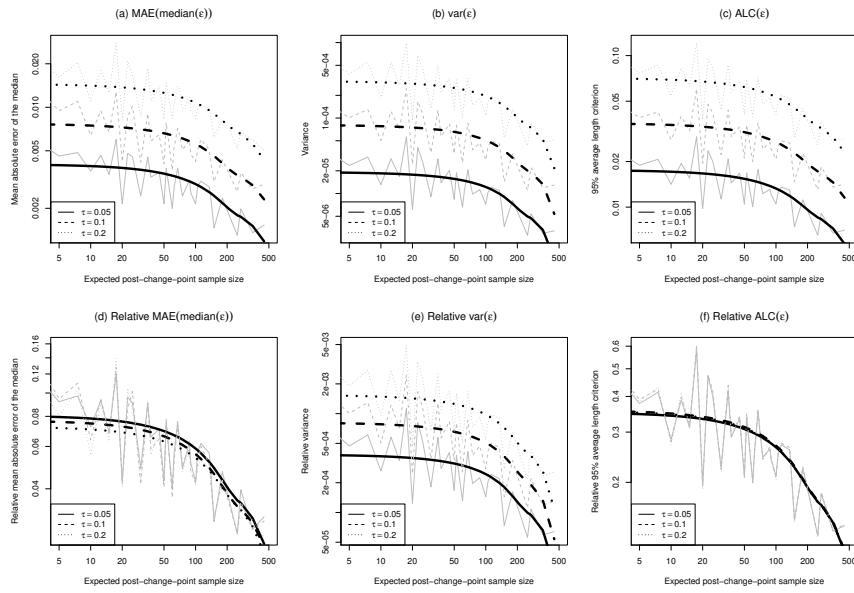 (a) MAE(median(ε))
Mean absolute error of the median
0.002 0.005 0.010 0.020
τ = 0.05
τ = 0.1
τ = 0.2
5 10 20 50 100 200 500
Expected post−change−point sample size
(b) var(ε)
Variance
5e−06 2e−05 1e−04 5e−04
τ = 0.05
τ = 0.1
τ = 0.2
5 10 20 50 100 200 500
Expected post−change−point sample size
(c) ALC(ε)
95% average length criterion
0.01 0.02 0.05 0.10
τ = 0.05
τ = 0.1
τ = 0.2
5 10 20 50 100 200 500
Expected post−change−point sample size
(d) Relative MAE(median(ε))
Relative mean absolute error of the median
0.04 0.06 0.08 0.12 0.16
τ = 0.05
τ = 0.1
τ = 0.2
5 10 20 50 100 200 500
Expected post−change−point sample size
(e) Relative var(ε)
Relative variance
5e−05 2e−04 5e−04 2e−03 5e−03
τ = 0.05
τ = 0.1
τ = 0.2
5 10 20 50 100 200 500
Expected post−change−point sample size
(f) Relative ALC(ε)
Relative 95% average length criterion
0.2 0.3 0.4 0.6
τ = 0.05
τ = 0.1
τ = 0.2
5 10 20 50 100 200 500
Expected post−change−point sample size